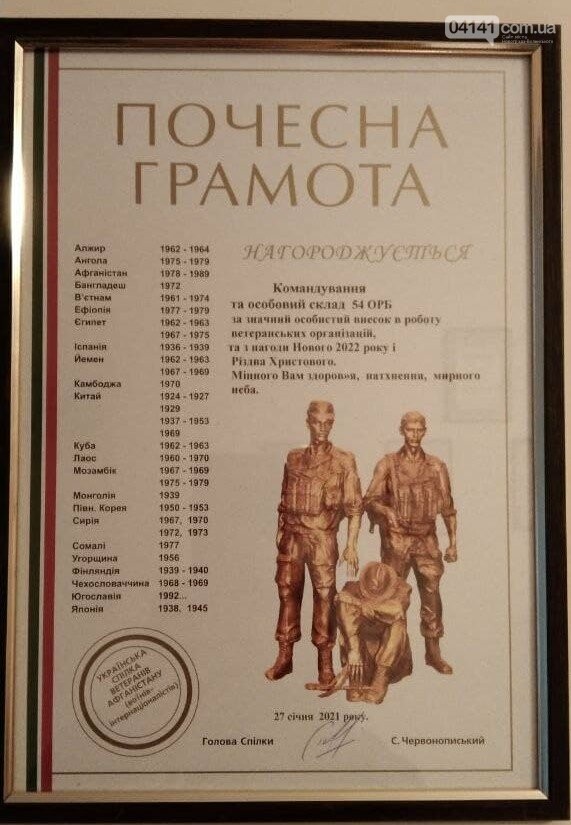 04141.com.ua
ПОЧЕСНА
ГРАМОТА
НАГОРОДЖУЄТЬСЯ
Командування
та особовий склад 54 ОРБ
за значний особистий внесок в роботу
ветеранських організацій,
та з нагоди Нового 2022 року і
Різдва Христового.
Мінного Вам здоров»я, натхнення, мирного
неба.
Алжир 1962 - 1964
Ангола 1975 - 1979
Афганістан 1978 - 1989
Бангладеш 1972
В'єтнам 1961 - 1974
Ефіопія 1977 - 1979
Єгипет 1962 - 1963
1967 - 1975
Іспанія 1936 - 1939
Йемен 1962 - 1963
1967 - 1969
Камбоджа 1970
Китай 1924 - 1927
1929
1937 - 1953
1969
Куба 1962 - 1963
Лаос 1960 - 1970
Мозамбік 1967 - 1969
1975 - 1979
Монголія 1939
Півн. Корея 1950 - 1953
Сирія 1967, 1970
1972, 1973
Сомалі 1977
Угорщина 1956
Фінляндія 1939 - 1940
Чехословаччина 1968 - 1969
Югославія 1992...
Японія 1938, 1945
УКРАЇНСЬКА
СПІЛКА
ВЕТЕРАНІВ
АФГАНІСТАНУ
(воїнів-
інтернаціоналістів)
27 січня 2021 року.
Голова Спілки С. Червонописький